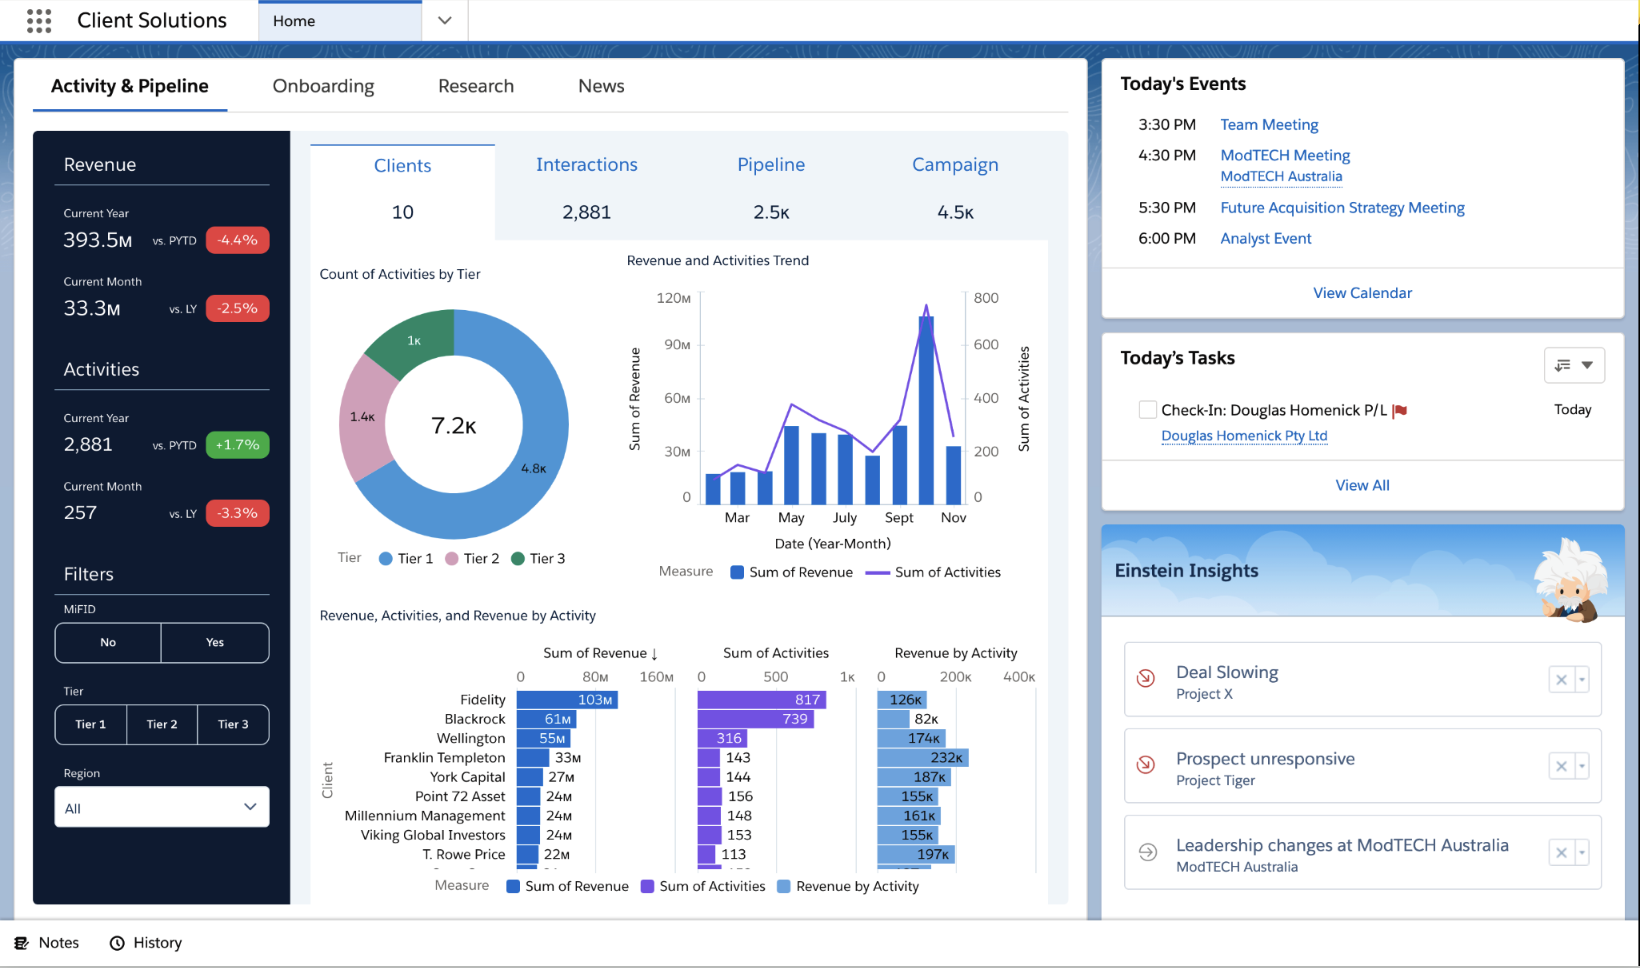 Client Solutions
Home
Activity & Pipeline
Onboarding
Research
News
Revenue
Current Year
393.5M vs. PYTD -4.4%
Current Month
33.3M vs. LY -2.5%
Activities
Current Year
2,881 vs. PYTD +1.7%
Current Month
257 vs. LY -3.3%
Filters
MiFID
No Yes
Tier
Tier 1 Tier 2 Tier 3
Region
All
Clients Interactions Pipeline Campaign
10 2,881 2.5K 4.5K
Count of Activities by Tier
1K
1.4K
7.2K
4.8K
Tier Tier 1 Tier 2 Tier 3
Revenue and Activities Trend
120M 800
90M 600
60M 400
30M 200
0 0
Sum of Revenue
Sum of Activities
Mar May July Sept Nov
Date (Year-Month)
Measure Sum of Revenue Sum of Activities
Revenue, Activities, and Revenue by Activity
Sum of Revenue ↓ Sum of Activities Revenue by Activity
0 80M 160M 0 500 1K 0 200K 400K
Client
Fidelity 103M 817 126K
Blackrock 61M 739 82K
Wellington 55M 316 174K
Franklin Templeton 33M 143 232K
York Capital 27M 144 187K
Point 72 Asset 24M 156 155K
Millennium Management 24M 148 161K
Viking Global Investors 24M 153 155K
T. Rowe Price 22M 113 197K
Measure Sum of Revenue Sum of Activities Revenue by Activity
Today's Events
3:30 PM Team Meeting
4:30 PM ModTECH Meeting
ModTECH Australia
5:30 PM Future Acquisition Strategy Meeting
6:00 PM Analyst Event
View Calendar
Today’s Tasks
Check-In: Douglas Homenick P/L Today
Douglas Homenick Pty Ltd
View All
Einstein Insights
Deal Slowing
Project X
Prospect unresponsive
Project Tiger
Leadership changes at ModTECH Australia
ModTECH Australia
Notes History